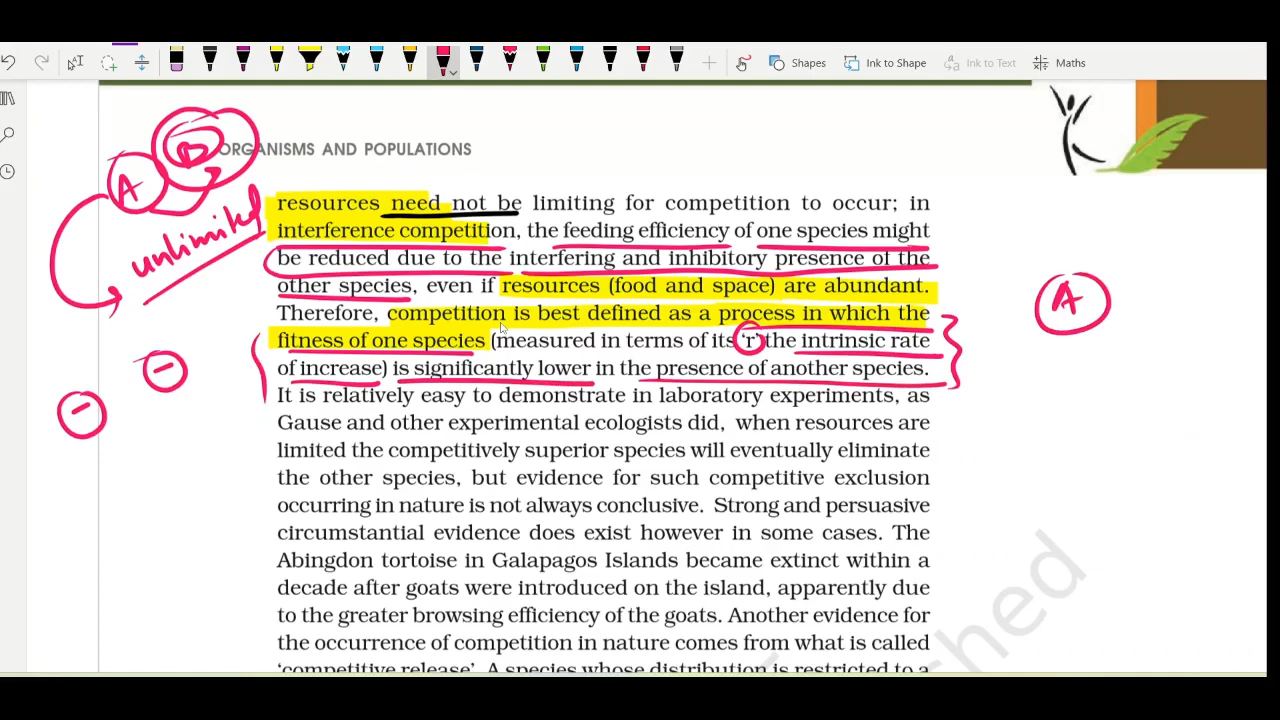 Shapes
Ink to Shape
Ink to Text
Maths
ORGANISMS AND POPULATIONS
A
B
unlimited
resources need not be limiting for competition to occur; in
interference competition, the feeding efficiency of one species might
be reduced due to the interfering and inhibitory presence of the
other species, even if resources (food and space) are abundant.
Therefore, competition is best defined as a process in which the
fitness of one species (measured in terms of its ‘r’ the intrinsic rate
of increase) is significantly lower in the presence of another species.
It is relatively easy to demonstrate in laboratory experiments, as
Gause and other experimental ecologists did, when resources are
limited the competitively superior species will eventually eliminate
the other species, but evidence for such competitive exclusion
occurring in nature is not always conclusive. Strong and persuasive
circumstantial evidence does exist however in some cases. The
Abingdon tortoise in Galapagos Islands became extinct within a
decade after goats were introduced on the island, apparently due
to the greater browsing efficiency of the goats. Another evidence for
the occurrence of competition in nature comes from what is called
‘competitive release’. A species whose distribution is restricted to a
A
−
−
shed